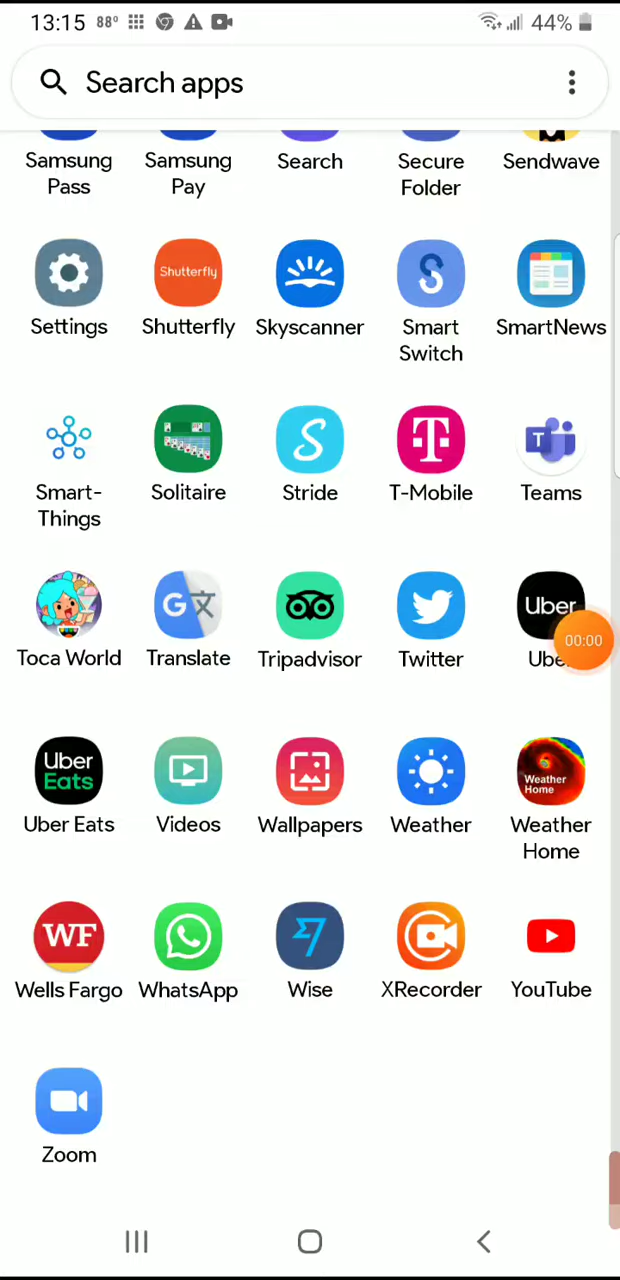 13:15 88° 44%
Search apps
Samsung Pass
Samsung Pay
Search
Secure Folder
Sendwave
Shutterfly
Settings
Shutterfly
Skyscanner
Smart Switch
SmartNews
T
T
Smart-Things
Solitaire
Stride
T-Mobile
Teams
G 文
Uber
00:00
Toca World
Translate
Tripadvisor
Twitter
Ube
Uber Eats
Weather Home
Uber Eats
Videos
Wallpapers
Weather
Weather Home
WF
Wells Fargo
WhatsApp
Wise
XRecorder
YouTube
Zoom